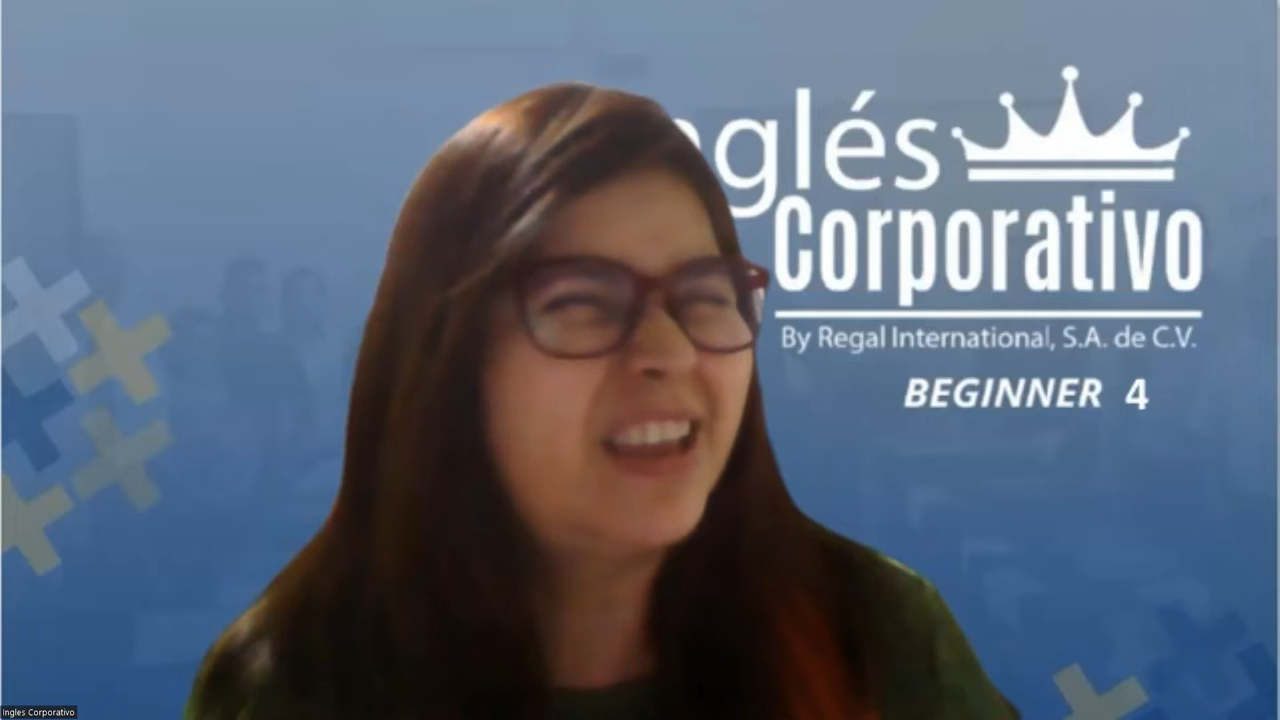 nglés
Corporativo
By Regal International, S.A. de C.V.
BEGINNER 4
Ingles Corporativo